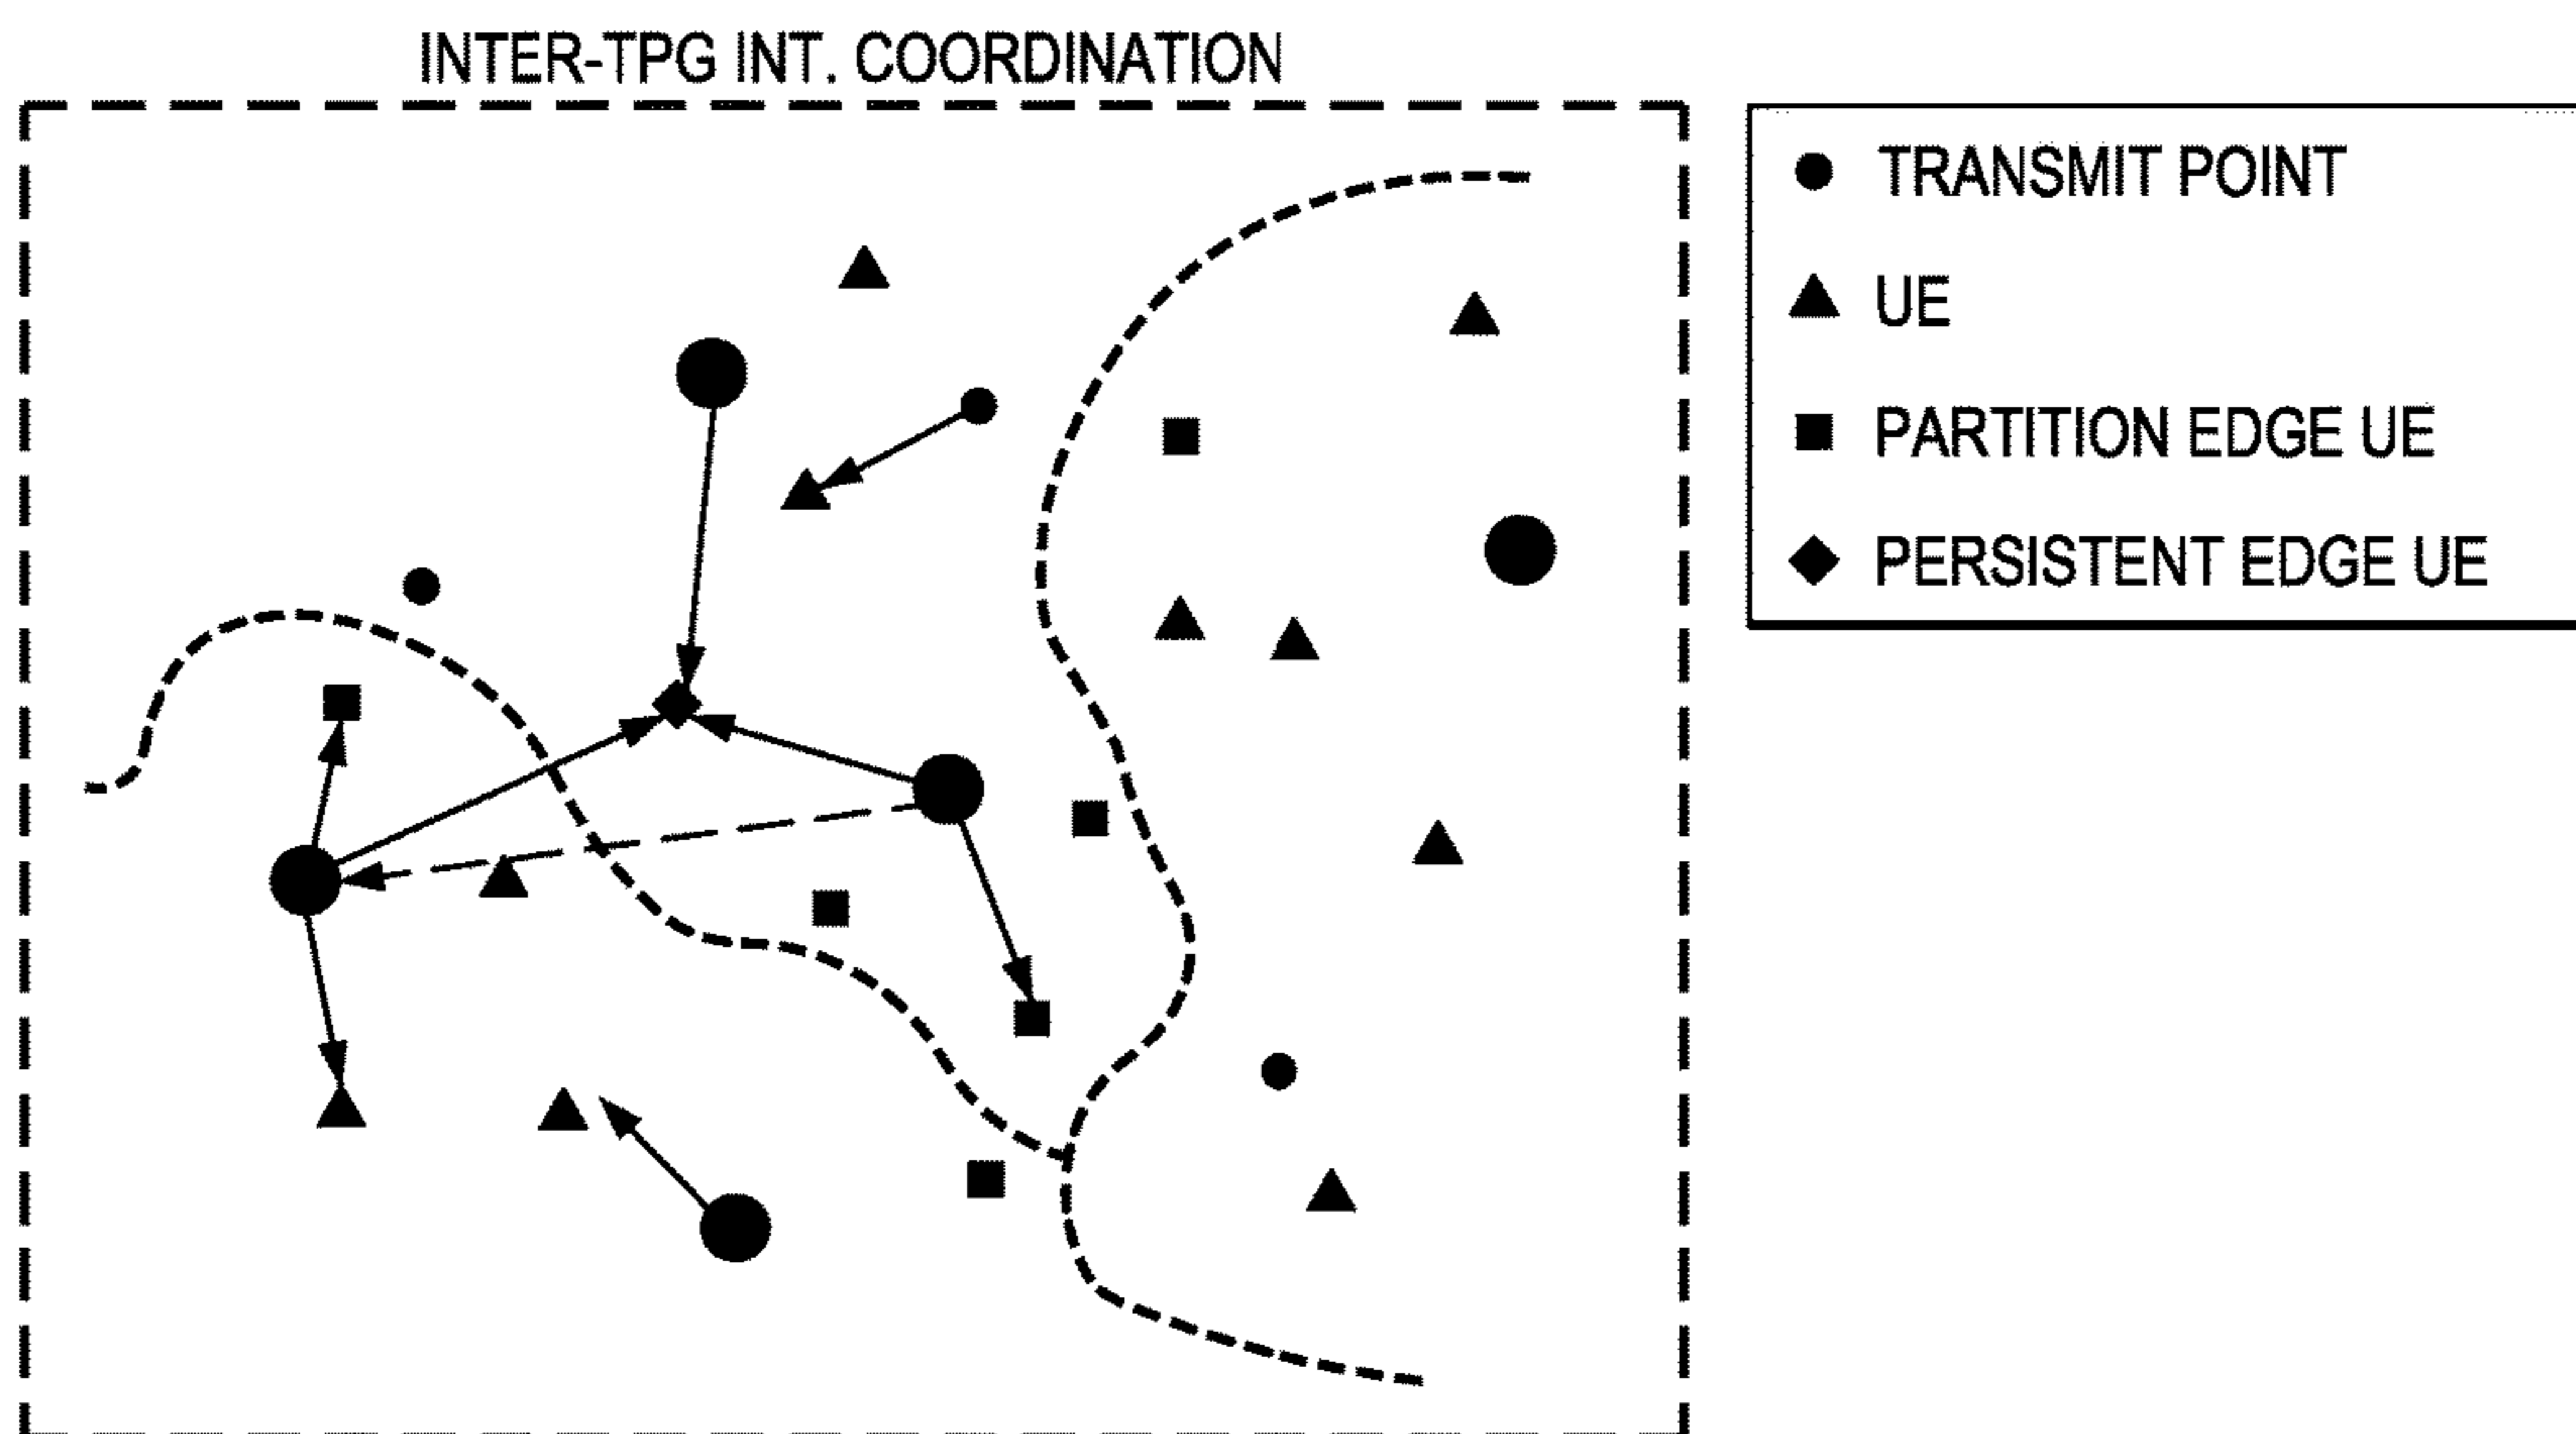 INTER-TPG INT. COORDINATION
TRANSMIT POINT
UE
PARTITION EDGE UE
PERSISTENT EDGE UE